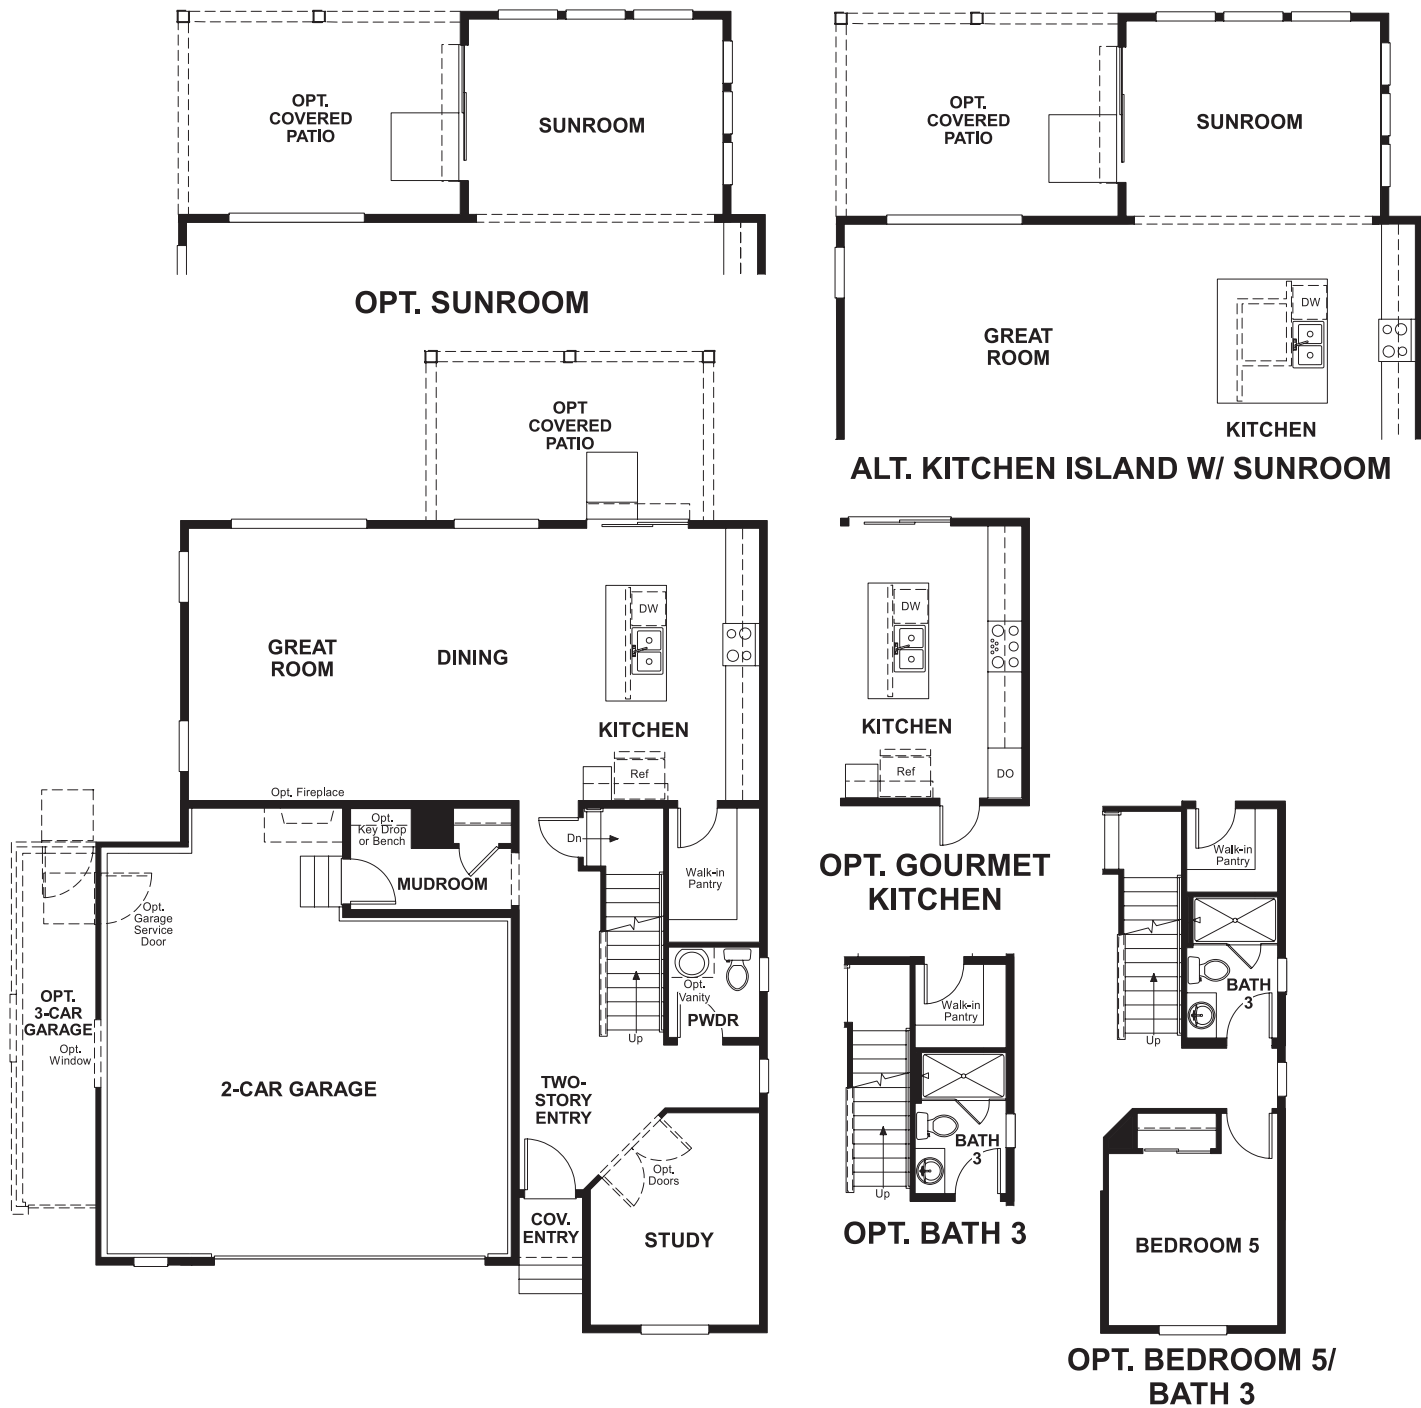 OPT.
COVERED
PATIO
SUNROOM
OPT. SUNROOM
OPT.
COVERED
PATIO
SUNROOM
GREAT
ROOM
DW
KITCHEN
ALT. KITCHEN ISLAND W/ SUNROOM
OPT
COVERED
PATIO
GREAT
ROOM
DINING
DW
KITCHEN
Ref
Opt. Fireplace
Opt.
Key Drop
or Bench
MUDROOM
Dn
Walk-in
Pantry
Opt.
Garage
Service
Door
OPT.
3-CAR
GARAGE
Opt.
Window
2-CAR GARAGE
Opt.
Vanity
PWDR
Up
TWO-
STORY
ENTRY
Opt.
Doors
COV.
ENTRY
STUDY
DW
KITCHEN
Ref
DO
OPT. GOURMET
KITCHEN
Walk-in
Pantry
BATH
3
Up
OPT. BATH 3
Walk-in
Pantry
BATH
3
Up
BEDROOM 5
OPT. BEDROOM 5/
BATH 3